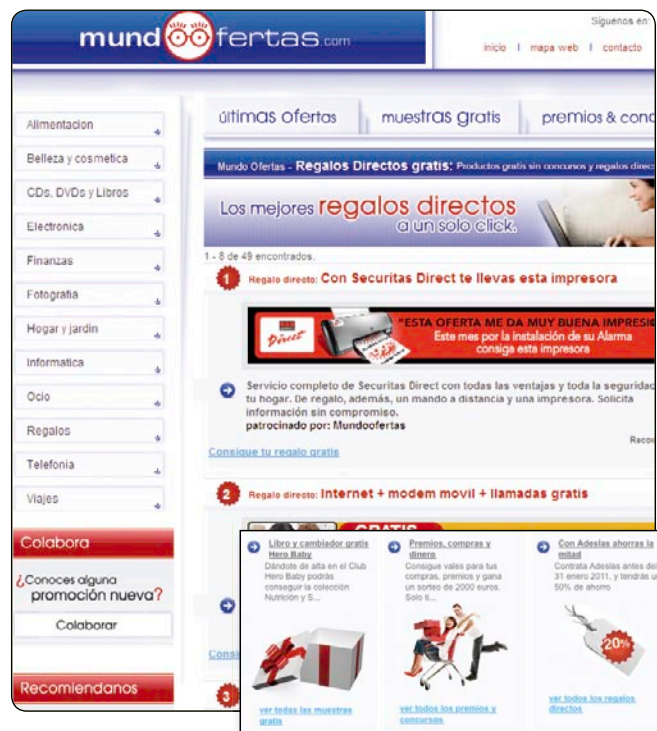 mundoofertas.com
Síguenos en:
inicio | mapa web | contacto
Alimentacion
Belleza y cosmetica
CDs, DVDs y Libros
Electronica
Finanzas
Fotografia
Hogar y jardin
Informatica
Ocio
Regalos
Telefonia
Viajes
Colabora
¿Conoces alguna
promoción nueva?
Colaborar
Recomiendanos
últimas ofertas
muestras gratis
premios & conc
Mundo Ofertas - Regalos Directos gratis: Productos gratis sin concursos y regalos direc
Los mejores regalos directos
a un solo click.
1 - 8 de 49 encontrados.
1 Regalo directo: Con Securitas Direct te llevas esta impresora
Direct
"ESTA OFERTA ME DA MUY BUENA IMPRESI
Este mes por la instalación de su Alarma
consiga esta impresora
Servicio completo de Securitas Direct con todas las ventajas y toda la seguridad
tu hogar. De regalo, además, un mando a distancia y una impresora. Solicita
información sin compromiso.
patrocinado por: Mundoofertas
Reco
Consigue tu regalo gratis
2 Regalo directo: Internet + modem movil + llamadas gratis
GRATIS
Consi
3
Libro y cambiador gratis
Hero Baby
Dándote de alta en el Club
Hero Baby podrás
conseguir la colección
Nutrición y S...
ver todas las muestras
gratis
Premios, compras y
dinero
Consigue vales para tus
compras, premios y gana
un sorteo de 2000 euros.
Solo ti...
ver todos los premios y
concursos
Con Adeslas ahorras la
mitad
Contrata Adeslas antes del
31 enero 2011, y tendrás u
50% de ahorro
20%
ver todos los regalos
directos